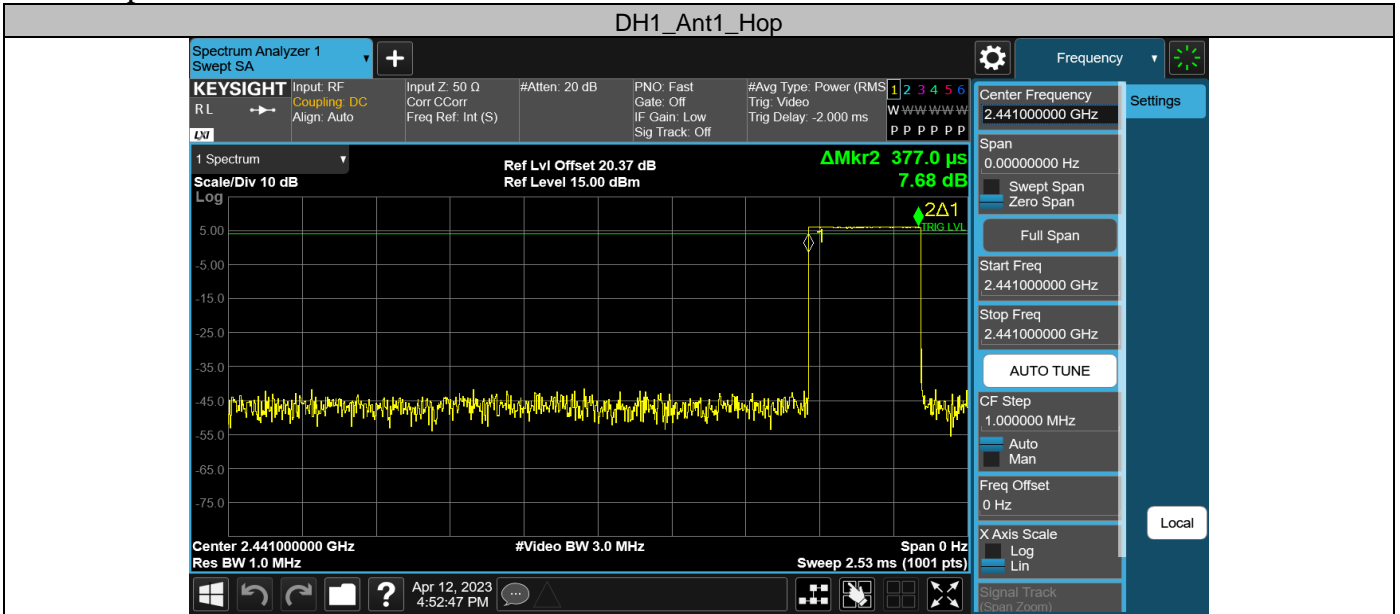 DH1_Ant1_Hop
Spectrum Analyzer 1
Swept SA
+
Frequency
KEYSIGHT
RL
LXI
Input: RF
Coupling: DC
Align: Auto
Input Z: 50 Ω
Corr CCorr
Freq Ref: Int (S)
#Atten: 20 dB
PNO: Fast
Gate: Off
IF Gain: Low
Sig Track: Off
#Avg Type: Power (RMS
Trig: Video
Trig Delay: -2.000 ms
1 2 3 4 5 6
W W W W W W
P P P P P P
Center Frequency
2.441000000 GHz
Settings
Span
0.00000000 Hz
Swept Span
Zero Span
Full Span
Start Freq
2.441000000 GHz
Stop Freq
2.441000000 GHz
AUTO TUNE
CF Step
1.000000 MHz
Auto
Man
Freq Offset
0 Hz
X Axis Scale
Log
Lin
Signal Track
(Span Zoom)
Local
1 Spectrum
Scale/Div 10 dB
Log
Ref Lvl Offset 20.37 dB
Ref Level 15.00 dBm
ΔMkr2 377.0 µs
7.68 dB
2Δ1
TRIG LVL
5.00
-5.00
-15.0
-25.0
-35.0
-45.0
-55.0
-65.0
-75.0
Center 2.441000000 GHz
Res BW 1.0 MHz
#Video BW 3.0 MHz
Span 0 Hz
Sweep 2.53 ms (1001 pts)
?
Apr 12, 2023
4:52:47 PM